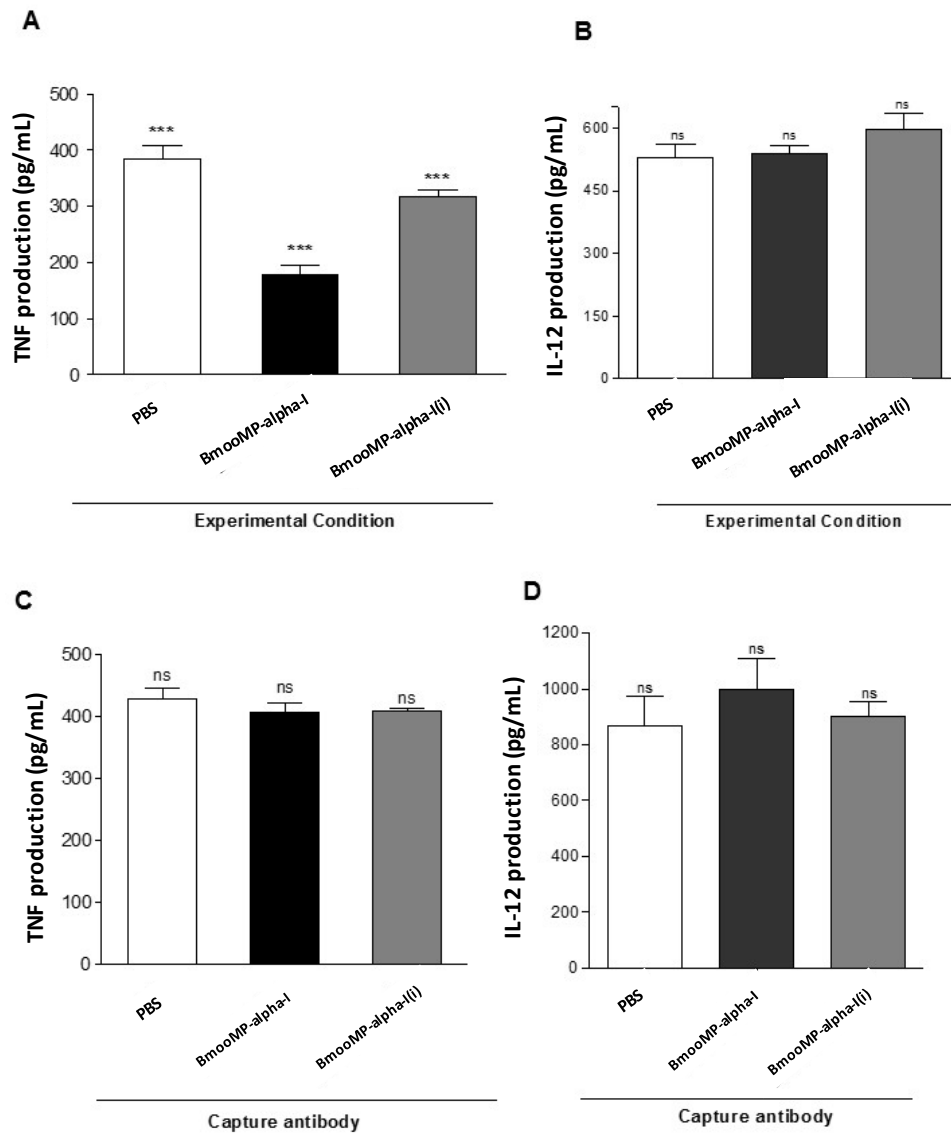 A
TNF production (pg/mL)
500
400
300
200
100
0
***
***
***
PBS
BmooMP-alpha-I
BmooMP-alpha-I(i)
Experimental Condition
B
IL-12 production (pg/mL)
600
450
300
150
0
ns
ns
ns
PBS
BmooMP-alpha-I
BmooMP-alpha-I(i)
Experimental Condition
C
TNF production (pg/mL)
500
400
300
200
100
0
ns
ns
ns
PBS
BmooMP-alpha-I
BmooMP-alpha-I(i)
Capture antibody
D
IL-12 production (pg/mL)
1200
1000
800
600
400
200
0
ns
ns
ns
PBS
BmooMP-alpha-I
BmooMP-alpha-I(i)
Capture antibody